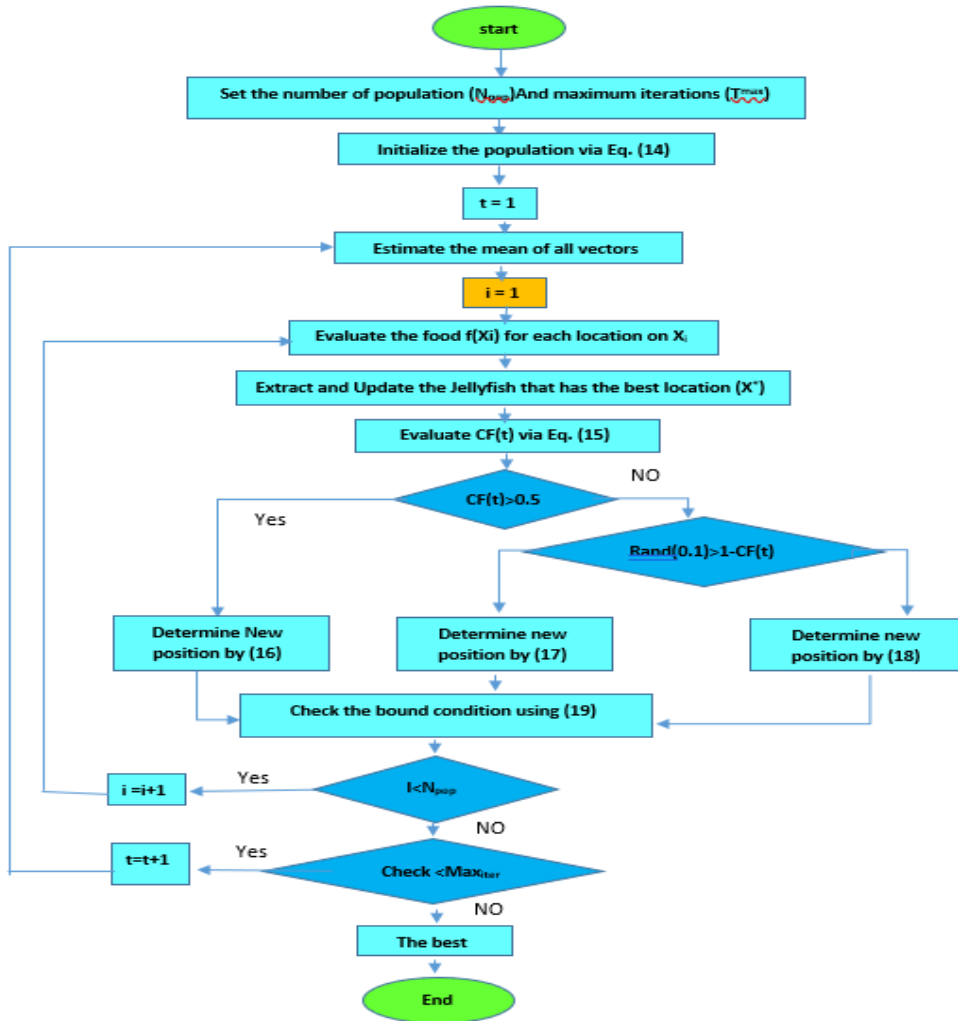 start
Set the number of population (Npop)And maximum iterations (Tmax)
Initialize the population via Eq. (14)
t = 1
Estimate the mean of all vectors
i = 1
Evaluate the food f(Xi) for each location on Xi
Extract and Update the Jellyfish that has the best location (X*)
Evaluate CF(t) via Eq. (15)
CF(t)>0.5
NO
Yes
Rand(0.1)>1-CF(t)
Determine New
position by (16)
Determine new
position by (17)
Determine new
position by (18)
Check the bound condition using (19)
I<Npop
Yes
i =i+1
NO
Check <Maxiter
Yes
t=t+1
NO
The best
End